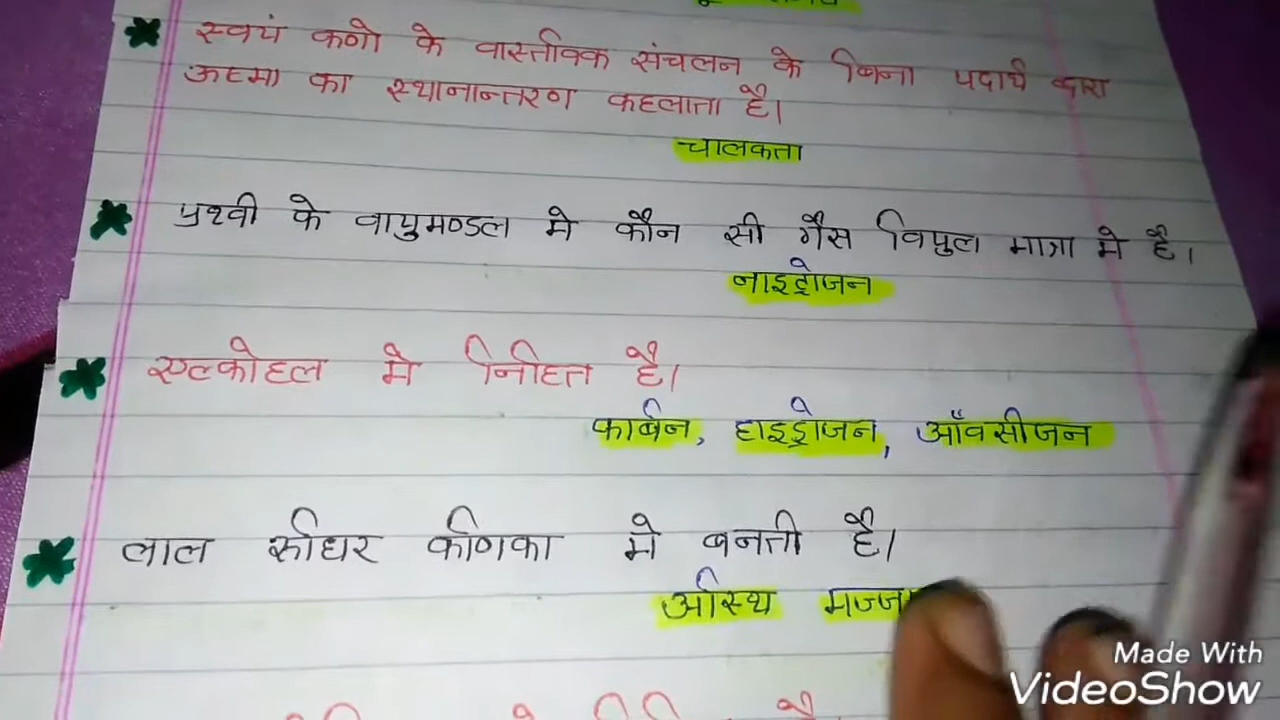 स्वयं कणो के वास्तविक संचलन के बिना पदार्थ द्वारा
ऊष्मा का स्थानान्तरण कहलाता है।
चालकता
पृथ्वी के वायुमण्डल मे कौन सी गैस विपुल मात्रा मे है।
नाइट्रोजन
एल्कोहल मे निहित है।
कार्बन, हाइड्रोजन, ऑक्सीजन
लाल रूधिर कणिका मे बनती है।
अस्थि मज्जा
Made With
VideoShow